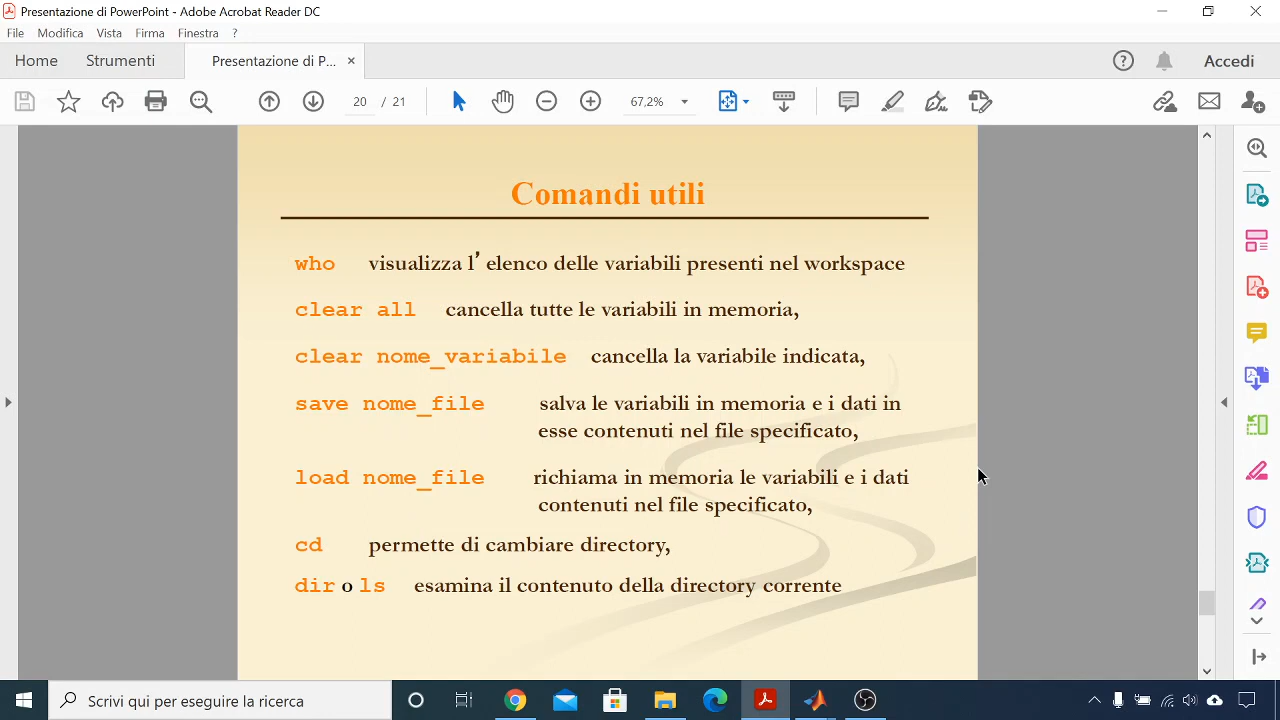 Presentazione di PowerPoint - Adobe Acrobat Reader DC
File Modifica Vista Firma Finestra ?
Home Strumenti Presentazione di P... × Accedi
20 / 21 67,2%
Comandi utili
who visualizza l’ elenco delle variabili presenti nel workspace
clear all cancella tutte le variabili in memoria,
clear nome_variabile cancella la variabile indicata,
save nome_file salva le variabili in memoria e i dati in
esse contenuti nel file specificato,
load nome_file richiama in memoria le variabili e i dati
contenuti nel file specificato,
cd permette di cambiare directory,
dir o ls esamina il contenuto della directory corrente
Scrivi qui per eseguire la ricerca